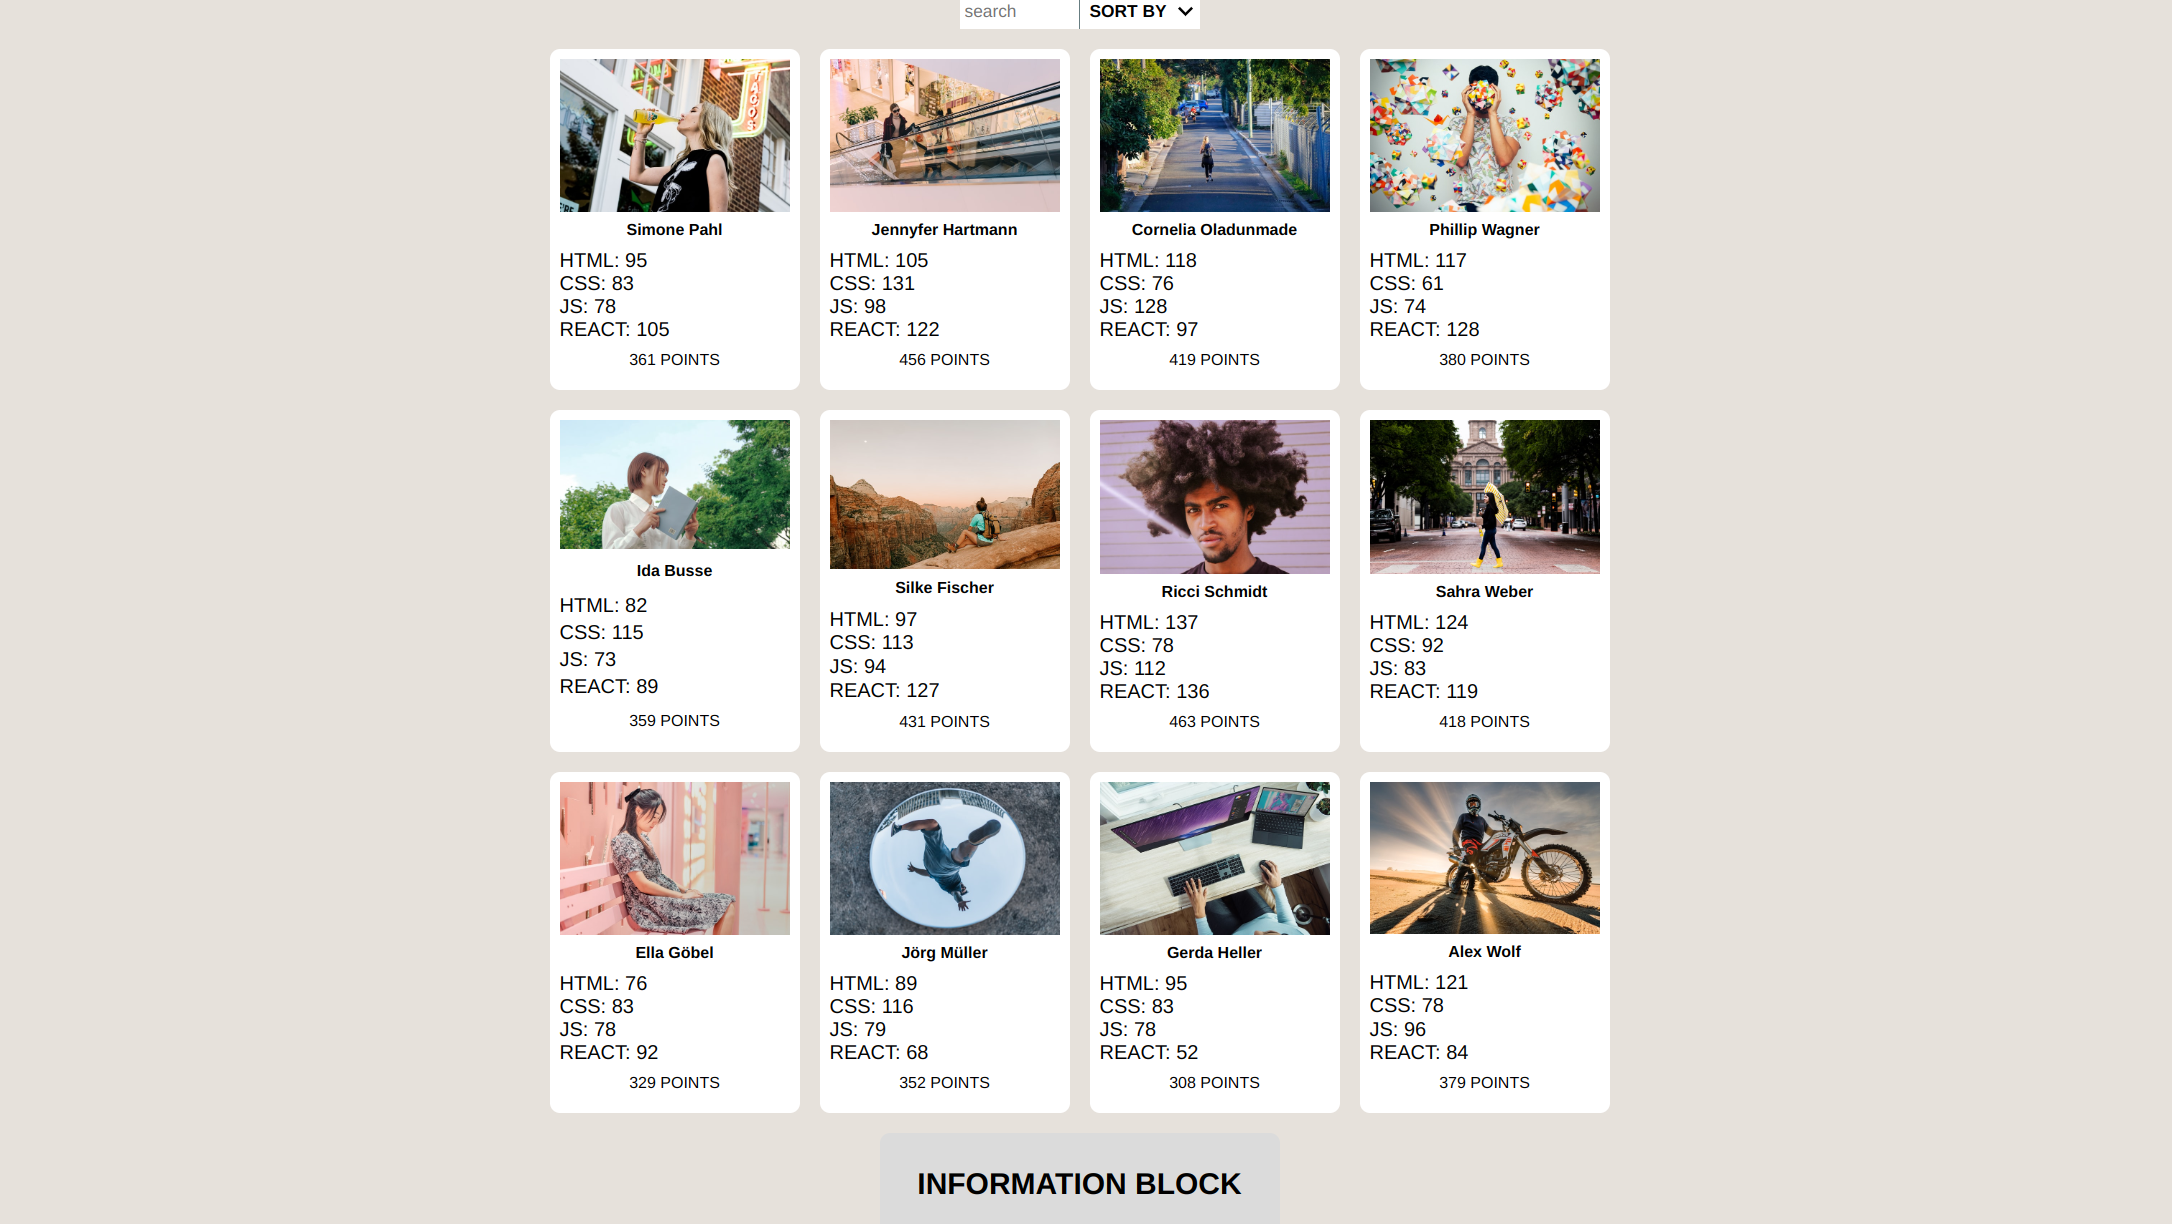 search
SORT BY
Simone Pahl
HTML: 95
CSS: 83
JS: 78
REACT: 105
361 POINTS
Jennyfer Hartmann
HTML: 105
CSS: 131
JS: 98
REACT: 122
456 POINTS
Cornelia Oladunmade
HTML: 118
CSS: 76
JS: 128
REACT: 97
419 POINTS
Phillip Wagner
HTML: 117
CSS: 61
JS: 74
REACT: 128
380 POINTS
Ida Busse
HTML: 82
CSS: 115
JS: 73
REACT: 89
359 POINTS
Silke Fischer
HTML: 97
CSS: 113
JS: 94
REACT: 127
431 POINTS
Ricci Schmidt
HTML: 137
CSS: 78
JS: 112
REACT: 136
463 POINTS
Sahra Weber
HTML: 124
CSS: 92
JS: 83
REACT: 119
418 POINTS
Ella Göbel
HTML: 76
CSS: 83
JS: 78
REACT: 92
329 POINTS
Jörg Müller
HTML: 89
CSS: 116
JS: 79
REACT: 68
352 POINTS
Gerda Heller
HTML: 95
CSS: 83
JS: 78
REACT: 52
308 POINTS
Alex Wolf
HTML: 121
CSS: 78
JS: 96
REACT: 84
379 POINTS
INFORMATION BLOCK